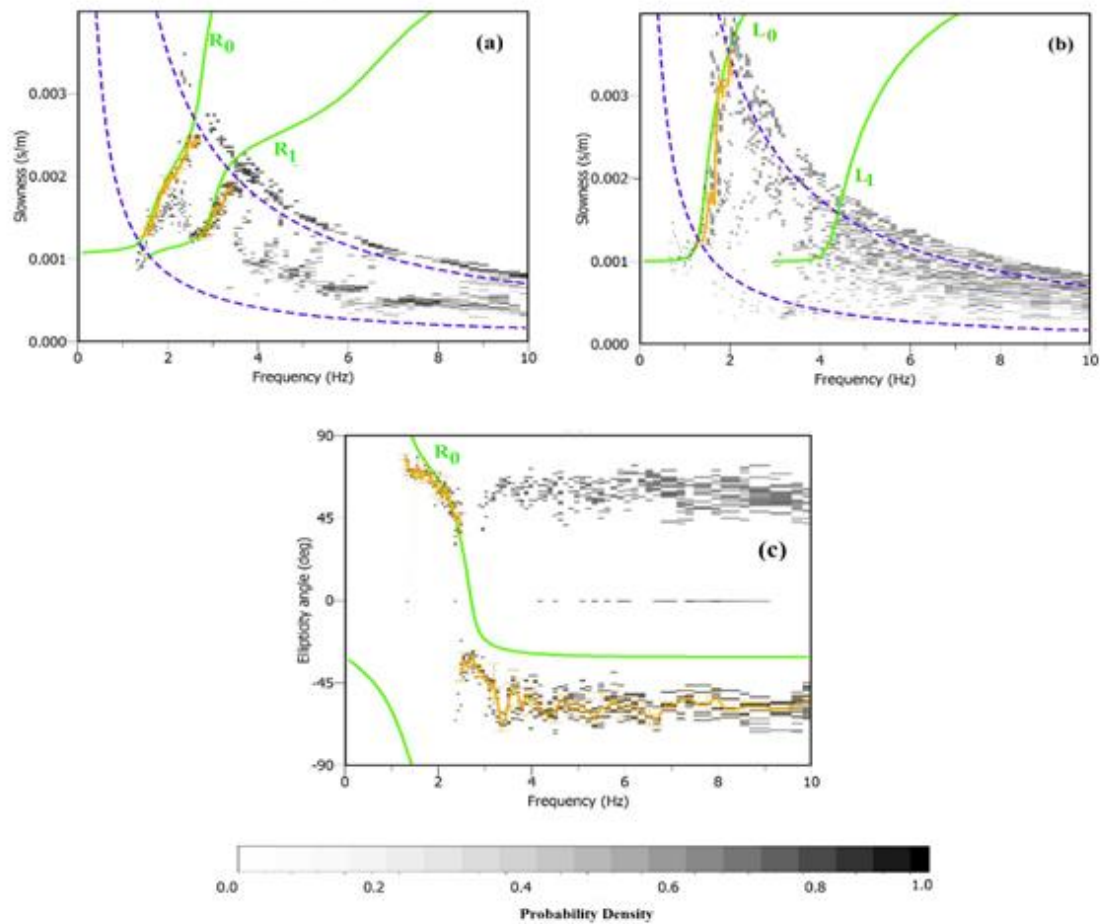 (a)
R₀
R₁
0.003
0.002
0.001
0.000
Slowness (s/m)
0 2 4 6 8 10
Frequency (Hz)
(b)
L₀
L₁
0.003
0.002
0.001
0.000
Slowness (s/m)
0 2 4 6 8 10
Frequency (Hz)
(c)
R₀
90
45
0
-45
-90
Ellipticity angle (deg)
0 2 4 6 8 10
Frequency (Hz)
0.0 0.2 0.4 0.6 0.8 1.0
Probability Density